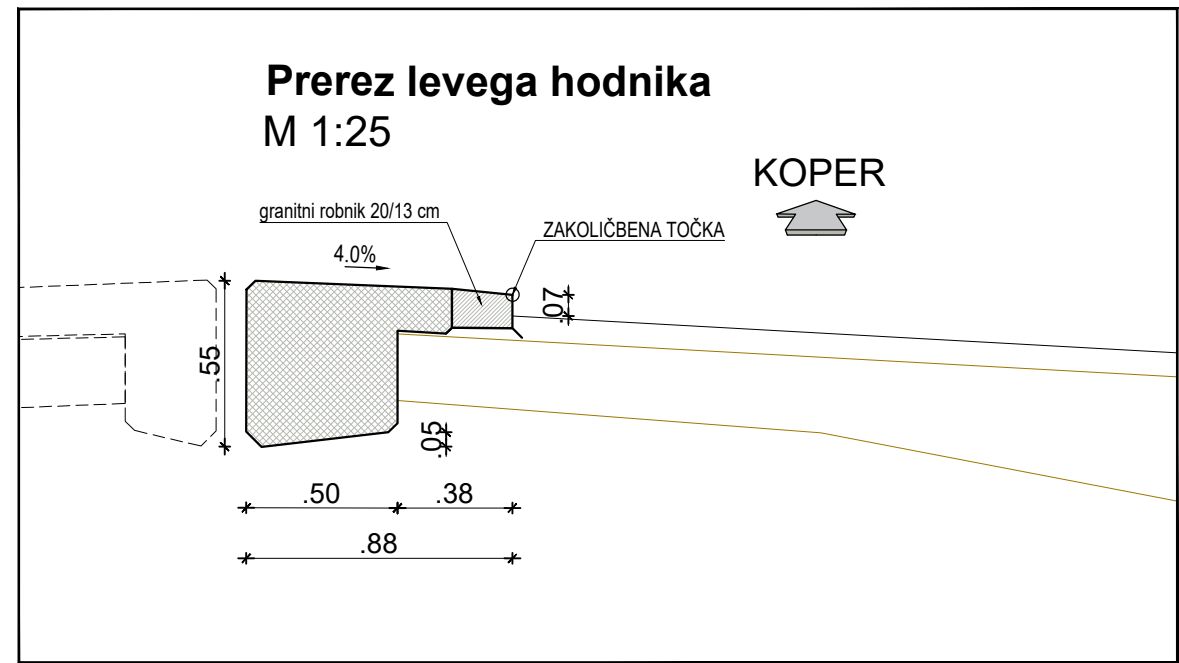 Prerez levega hodnika
M 1:25
KOPER
granitni robnik 20/13 cm
ZAKOLIČBENA TOČKA
4.0%
.07
.55
.05
.50
.38
.88